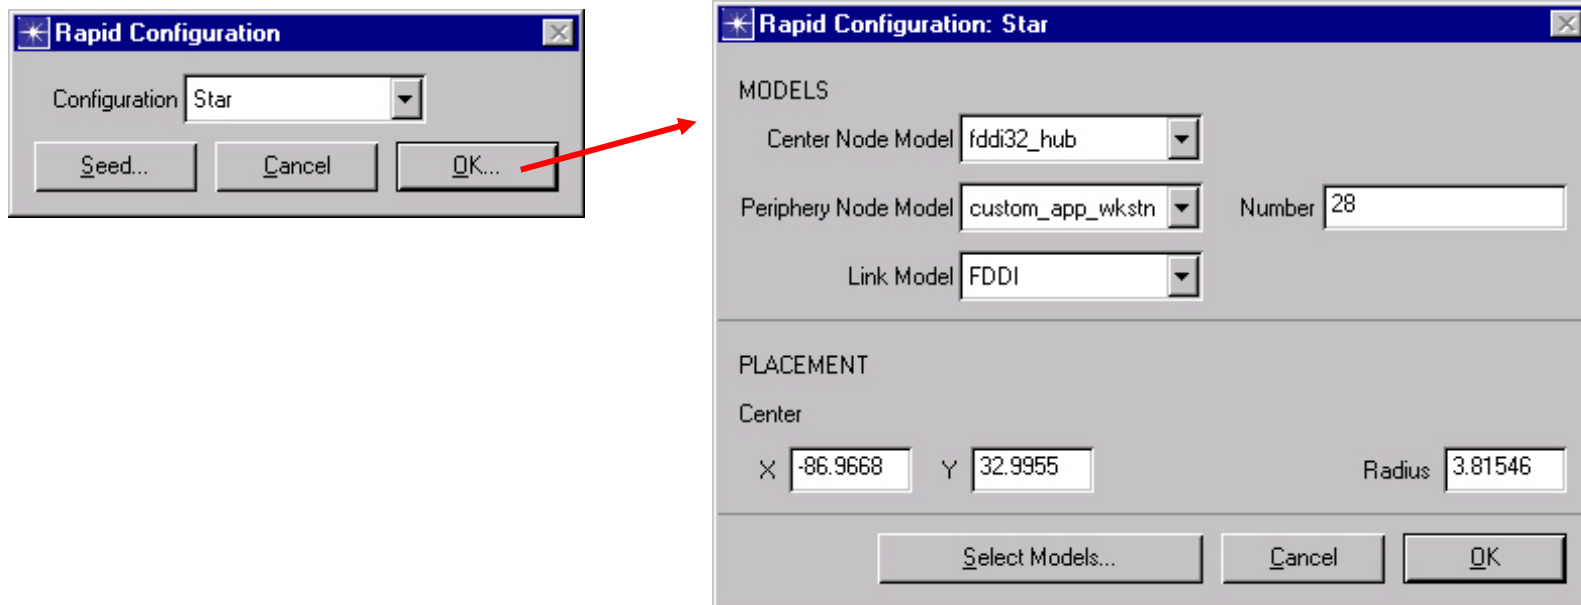 Rapid Configuration
Configuration Star
Seed... Cancel OK...
Rapid Configuration: Star
MODELS
Center Node Model fddi32_hub
Periphery Node Model custom_app_wkstn Number 28
Link Model FDDI
PLACEMENT
Center
X -86.9668 Y 32.9955 Radius 3.81546
Select Models... Cancel OK